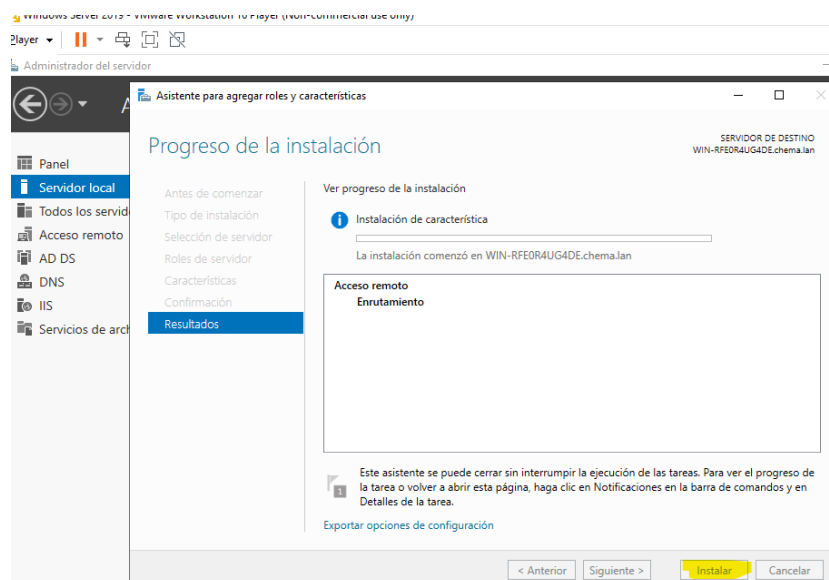 Windows Server 2019 - VMware Workstation 16 Player (Non-commercial use only)
Player
Administrador del servidor
Asistente para agregar roles y características
Progreso de la instalación
SERVIDOR DE DESTINO
WIN-RFE0R4UG4DE.chema.lan
Panel
Servidor local
Todos los servid
Acceso remoto
AD DS
DNS
IIS
Servicios de arch
Antes de comenzar
Tipo de instalación
Selección de servidor
Roles de servidor
Características
Confirmación
Resultados
Ver progreso de la instalación
Instalación de característica
La instalación comenzó en WIN-RFE0R4UG4DE.chema.lan
Acceso remoto
Enrutamiento
1
Este asistente se puede cerrar sin interrumpir la ejecución de las tareas. Para ver el progreso de
la tarea o volver a abrir esta página, haga clic en Notificaciones en la barra de comandos y en
Detalles de la tarea.
Exportar opciones de configuración
< Anterior
Siguiente >
Instalar
Cancelar